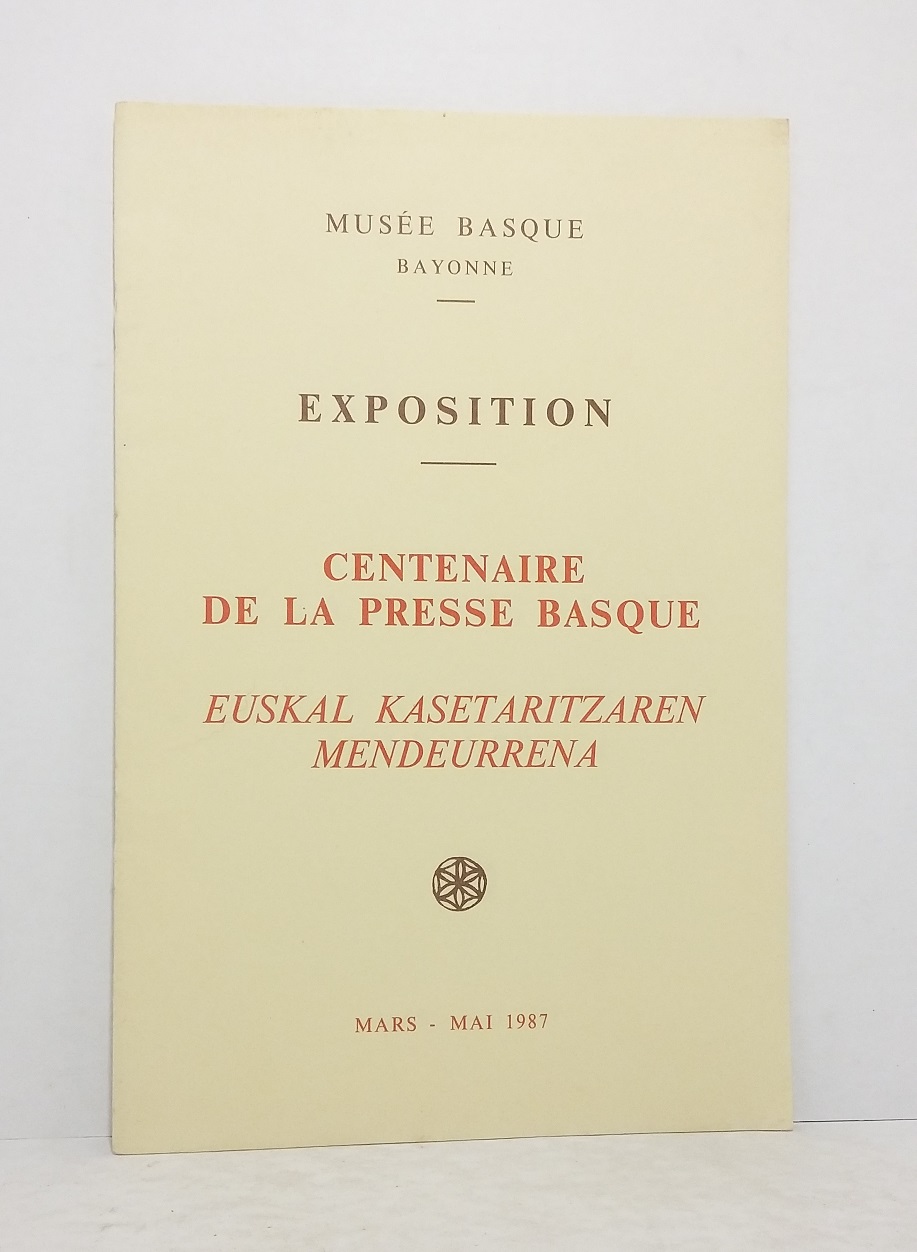 MUSÉE BASQUE
BAYONNE
EXPOSITION
CENTENAIRE
DE LA PRESSE BASQUE
EUSKAL KASETARITZAREN
MENDEURRENA
MARS - MAI 1987